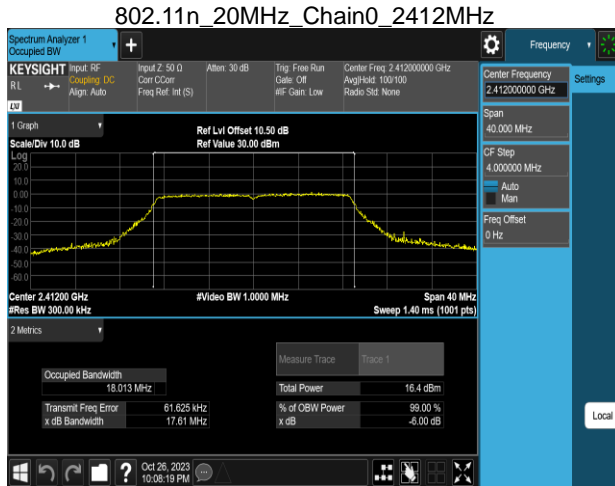 802.11n_20MHz_Chain0_2412MHz
Spectrum Analyzer 1
Occupied BW
+
Frequency
KEYSIGHT
R L
LXI
Input: RF
Coupling: DC
Align: Auto
Input Z: 50 Ω
Corr CCorr
Freq Ref: Int (S)
Atten: 30 dB
Trig: Free Run
Gate: Off
#IF Gain: Low
Center Freq: 2.412000000 GHz
Avg|Hold: 100/100
Radio Std: None
Center Frequency
2.412000000 GHz
Settings
Span
40.000 MHz
CF Step
4.000000 MHz
Auto
Man
Freq Offset
0 Hz
Local
1 Graph
Scale/Div 10.0 dB
Ref Lvl Offset 10.50 dB
Ref Value 30.00 dBm
Log
20.0
10.0
0.00
-10.0
-20.0
-30.0
-40.0
-50.0
-60.0
Center 2.41200 GHz
#Res BW 300.00 kHz
#Video BW 1.0000 MHz
Span 40 MHz
Sweep 1.40 ms (1001 pts)
2 Metrics
Measure Trace Trace 1
Occupied Bandwidth
18.013 MHz
Total Power 16.4 dBm
Transmit Freq Error 61.625 kHz
% of OBW Power 99.00 %
x dB Bandwidth 17.61 MHz
x dB -6.00 dB
?
Oct 26, 2023
10:08:19 PM